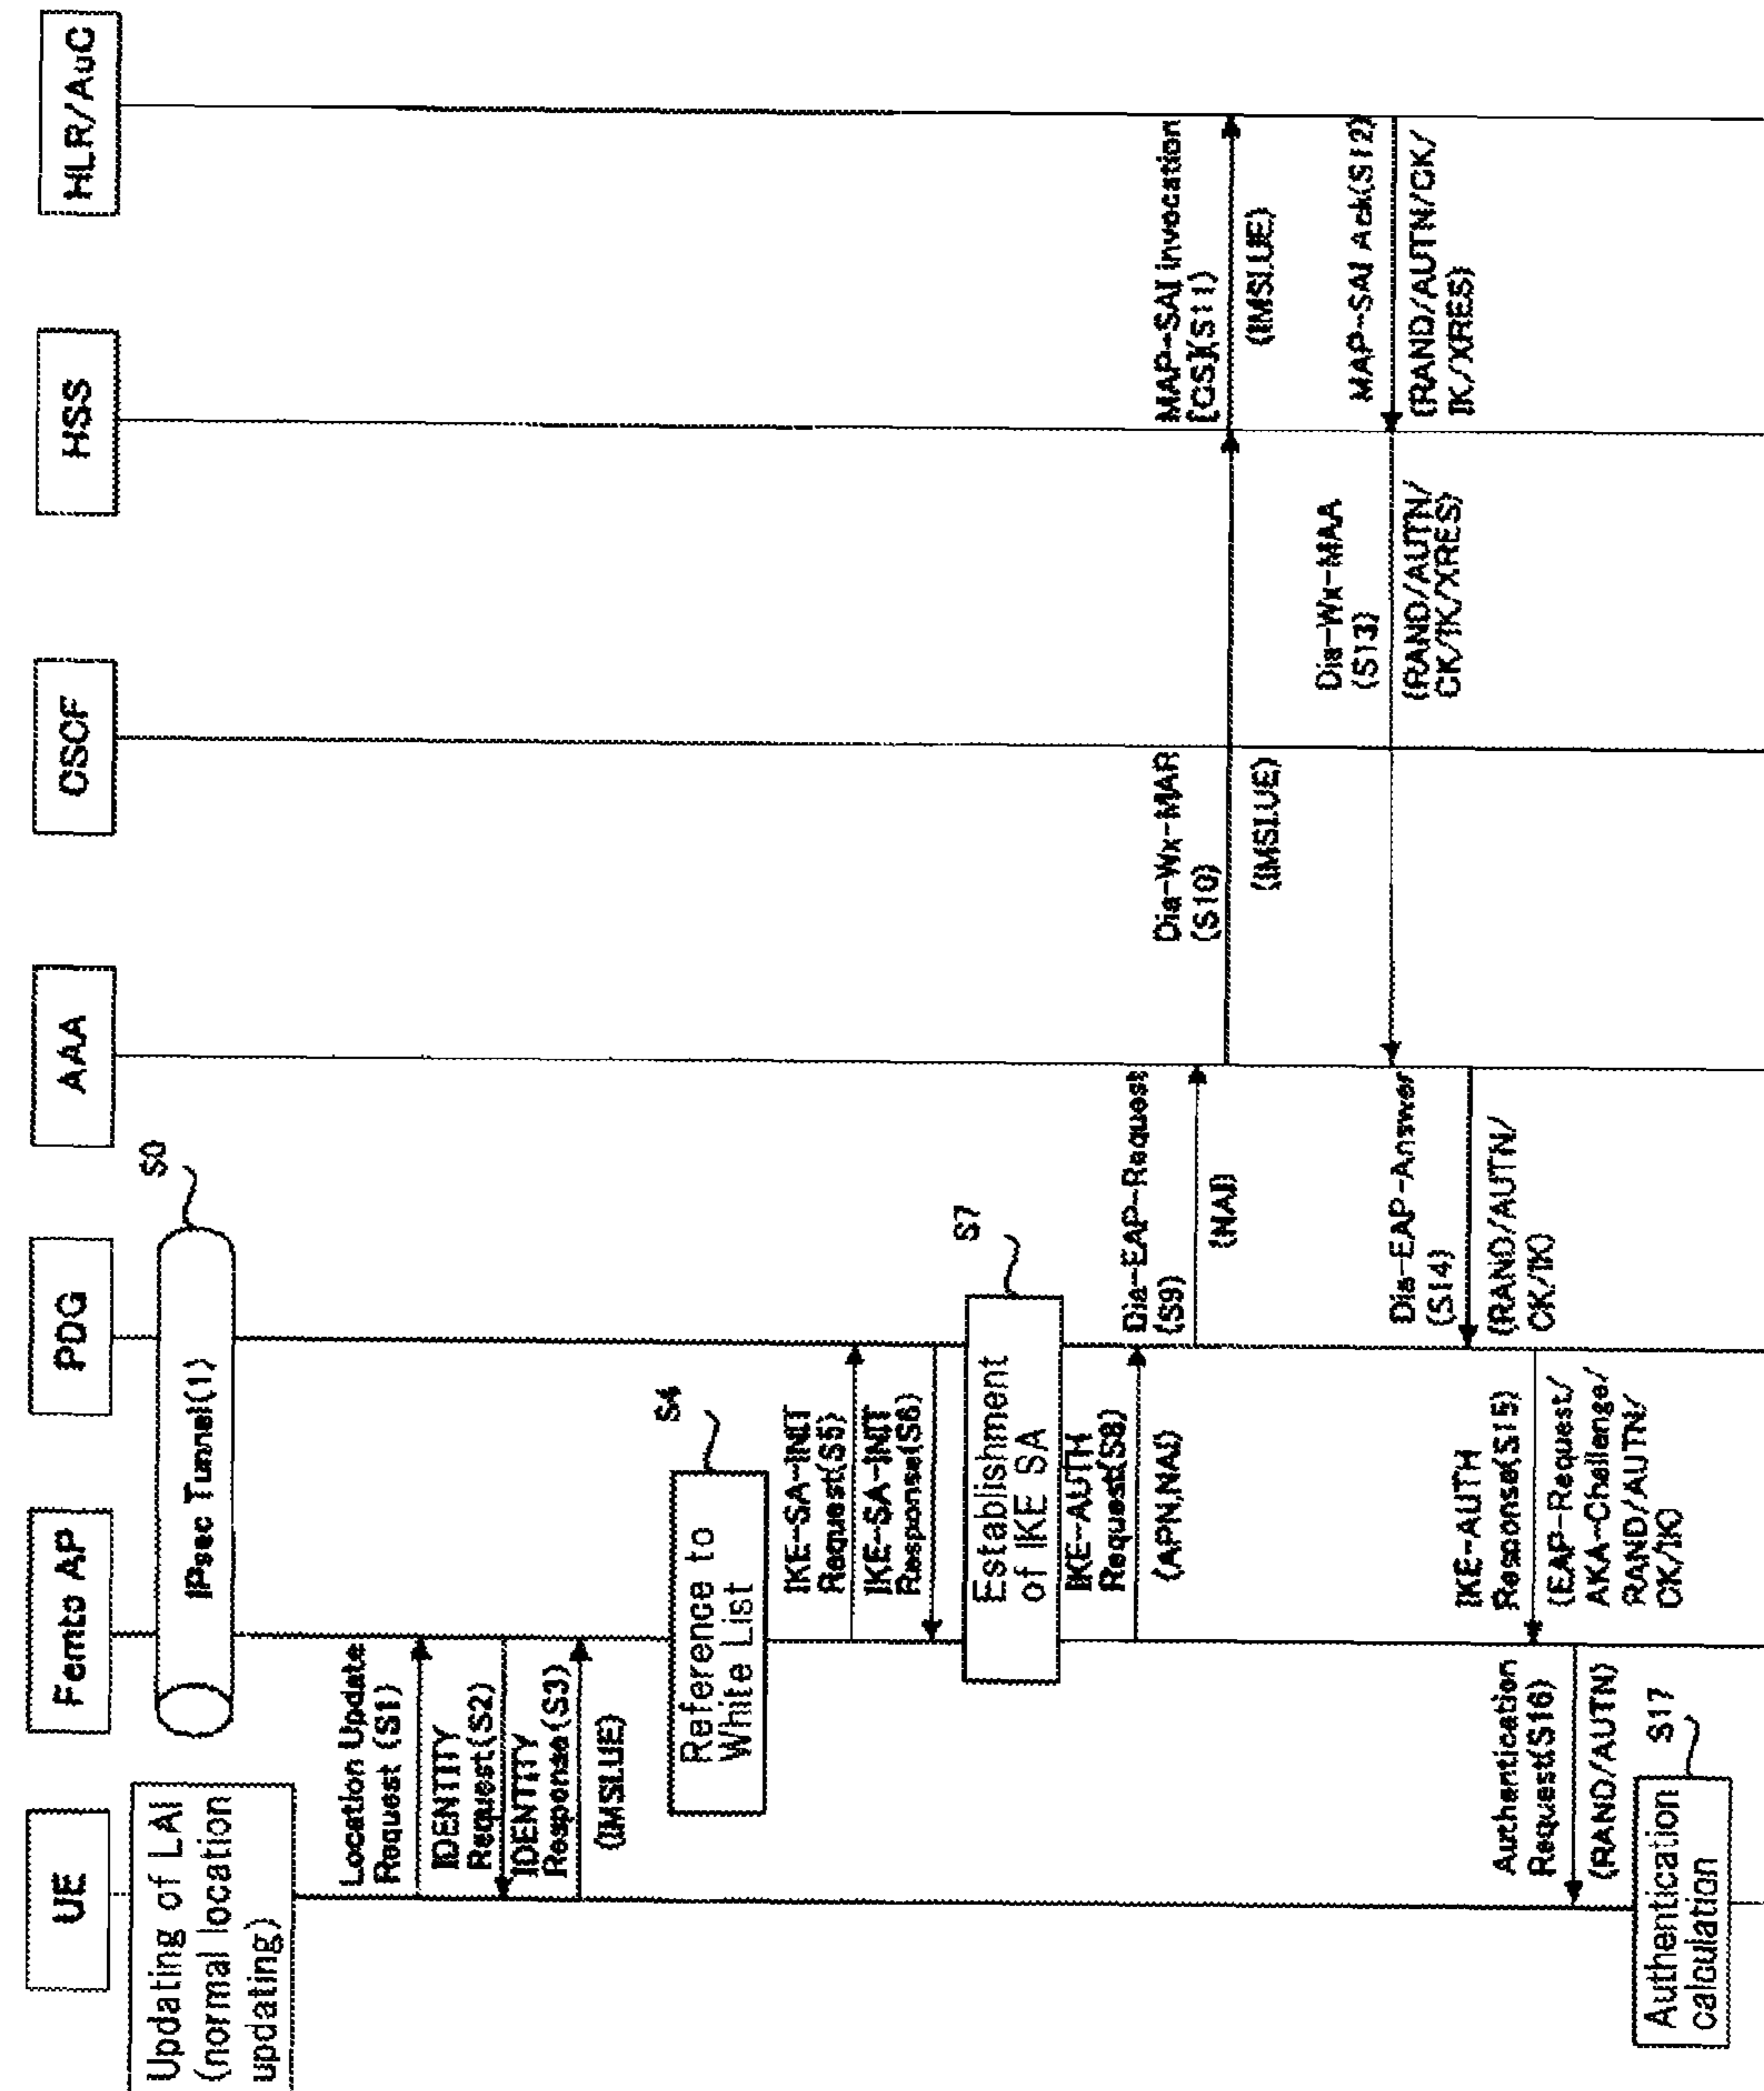 UE
Femto AP
PDG
AAA
CSCF
HSS
HLR/AuC
Updating of LAI
(normal location
updating)
IPsec Tunnel(1)
S0
Location Update
Request (S1)
IDENTITY
Request(S2)
IDENTITY
Response(S3)
(IMSI.UE)
Reference to
White List
S4
IKE-SA-INIT
Request(S5)
IKE-SA-INIT
Response(S6)
Establishment
of IKE SA
S7
IKE-AUTH
Request(S8)
(APN,NAI)
Dia-EAP-Request
(S9)
(NAI)
Dia-Wx-MAR
(S10)
(IMSI.UE)
MAP-SAI invocation
[CS](S11)
(IMSI.UE)
MAP-SAI Ack(S12)
(RAND/AUTN/CK/
IK/XRES)
Dia-Wx-MAA
(S13)
(RAND/AUTN/
CK/IK/XRES)
Dia-EAP-Answer
(S14)
(RAND/AUTN/
CK/IK)
IKE-AUTH
Response(S15)
(EAP-Request/
AKA-Challenge/
RAND/AUTN/
CK/IK)
Authentication
Request(S16)
(RAND/AUTN)
Authentication
calculation
S17